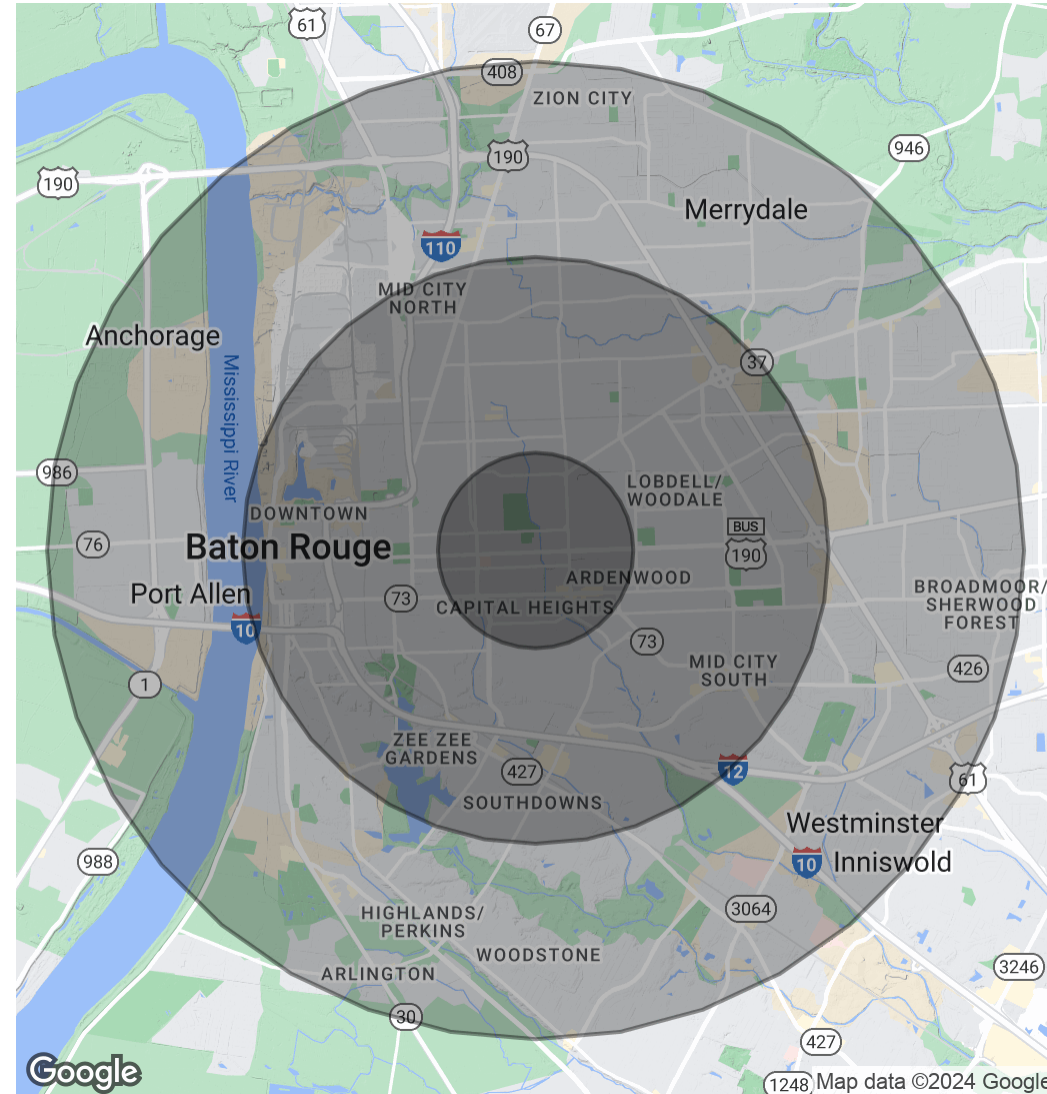 61
67
408
ZION CITY
946
190
190
Merrydale
110
MID CITY
NORTH
Anchorage
Mississippi River
37
986
LOBDELL/
WOODALE
DOWNTOWN
BUS
190
76
Baton Rouge
ARDENWOOD
Port Allen
73
CAPITAL HEIGHTS
BROADMOOR/
SHERWOOD
FOREST
10
73
MID CITY
SOUTH
426
1
ZEE ZEE
GARDENS
427
12
61
SOUTHDOWNS
Westminster
988
10
Inniswold
3064
HIGHLANDS/
PERKINS
WOODSTONE
ARLINGTON
3246
30
427
Google
1248
Map data ©2024 Google